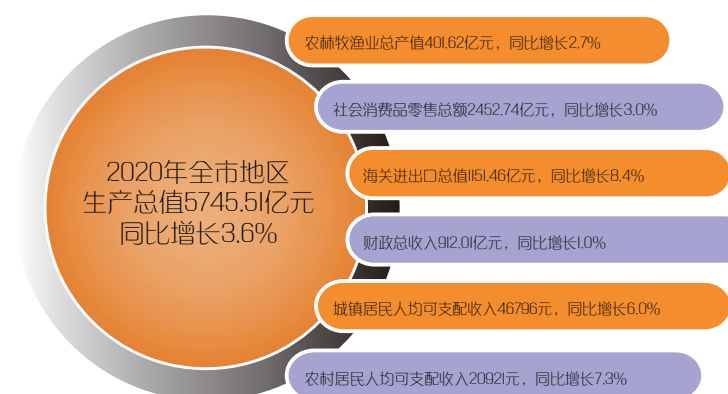 2020年全市地区
生产总值5745.51亿元
同比增长3.6%
农林牧渔业总产值401.62亿元，同比增长2.7%
社会消费品零售总额2452.74亿元，同比增长3.0%
海关进出口总值1151.46亿元，同比增长8.4%
财政总收入912.01亿元，同比增长1.0%
城镇居民人均可支配收入46796元，同比增长6.0%
农村居民人均可支配收入20921元，同比增长7.3%